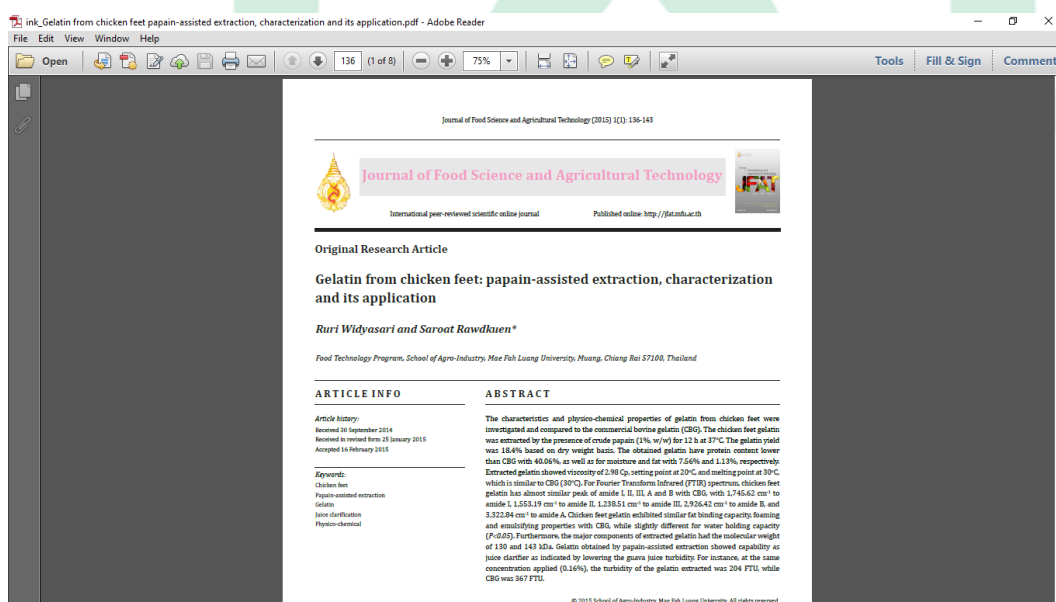 ink_Gelatin from chicken feet papain-assisted extraction, characterization and its application.pdf - Adobe Reader
File Edit View Window Help
Open 136 (1 of 8) 75% Tools Fill & Sign Comment
Journal of Food Science and Agricultural Technology (2015) 1(1): 136-143
Journal of Food Science and Agricultural Technology
JFAT
International peer-reviewed scientific online journal Published online: http://jfat.mfu.ac.th
Original Research Article
Gelatin from chicken feet: papain-assisted extraction, characterization
and its application
Ruri Widyasari and Saroat Rawdkuen*
Food Technology Program, School of Agro-Industry, Mae Fah Luang University, Muang, Chiang Rai 57100, Thailand
ARTICLE INFO
Article history:
Received 30 September 2014
Received in revised form 25 January 2015
Accepted 16 February 2015
Keywords:
Chicken feet
Papain-assisted extraction
Gelatin
Juice clarification
Physico-chemical
ABSTRACT
The characteristics and physico-chemical properties of gelatin from chicken feet were
investigated and compared to the commercial bovine gelatin (CBG). The chicken feet gelatin
was extracted by the presence of crude papain (1%, w/w) for 12 h at 37°C. The gelatin yield
was 18.4% based on dry weight basis. The obtained gelatin have protein content lower
than CBG with 40.06%, as well as for moisture and fat with 7.56% and 1.13%, respectively.
Extracted gelatin showed viscosity of 2.98 Cp, setting point at 20°C, and melting point at 30°C,
which is similar to CBG (30°C). For Fourier Transform Infrared (FTIR) spectrum, chicken feet
gelatin has almost similar peak of amide I, II, III, A and B with CBG, with 1,745.62 cm⁻¹ to
amide I, 1,553.19 cm⁻¹ to amide II, 1,238.51 cm⁻¹ to amide III, 2,926.42 cm⁻¹ to amide B, and
3,322.84 cm⁻¹ to amide A. Chicken feet gelatin exhibited similar fat binding capacity, foaming
and emulsifying properties with CBG, while slightly different for water holding capacity
(P<0.05). Furthermore, the major components of extracted gelatin had the molecular weight
of 130 and 143 kDa. Gelatin obtained by papain-assisted extraction showed capability as
juice clarifier as indicated by lowering the guava juice turbidity. For instance, at the same
concentration applied (0.16%), the turbidity of the gelatin extracted was 204 FTU, while
CBG was 367 FTU.
© 2015 School of Agro-Industry, Mae Fah Luang University. All rights reserved.